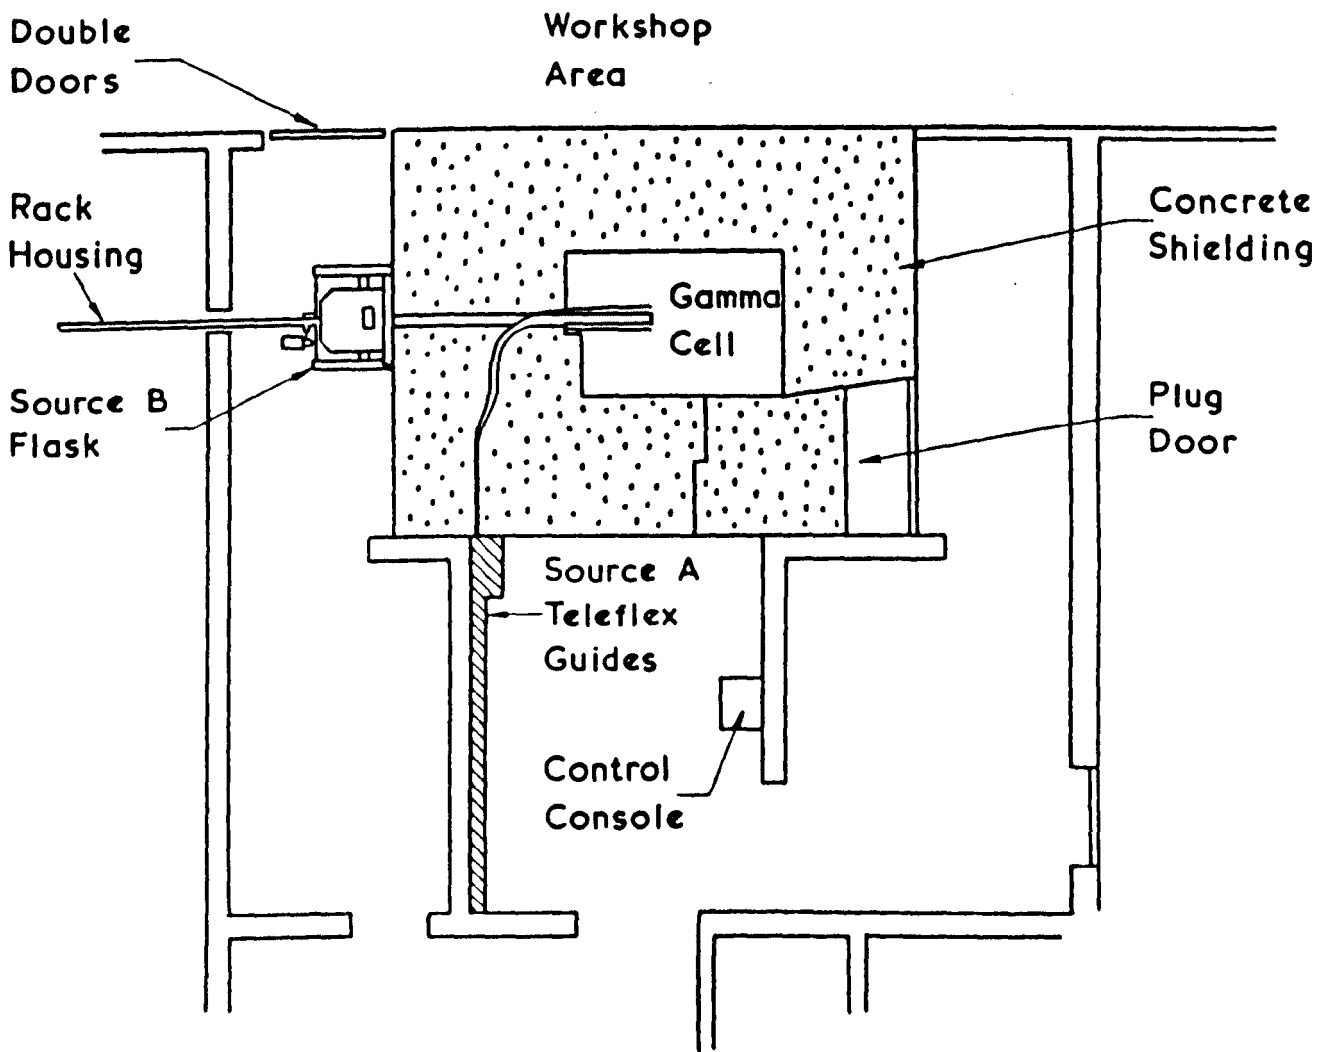 Double
Doors
Workshop
Area
Rack
Housing
Concrete
Shielding
Gamma
Cell
Source B
Flask
Plug
Door
Source A
Teleflex
Guides
Control
Console